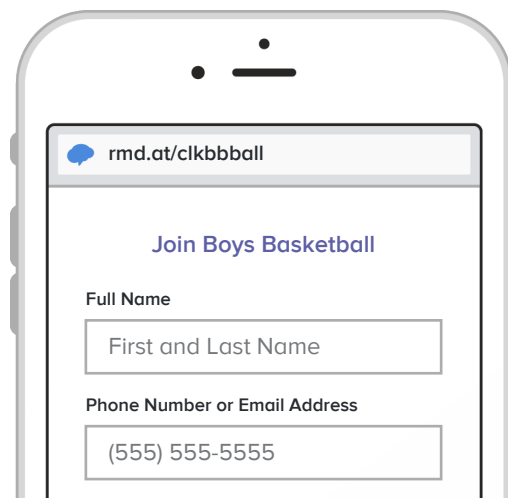 rmd.at/clkbbball
Join Boys Basketball
Full Name
First and Last Name
Phone Number or Email Address
(555) 555-5555